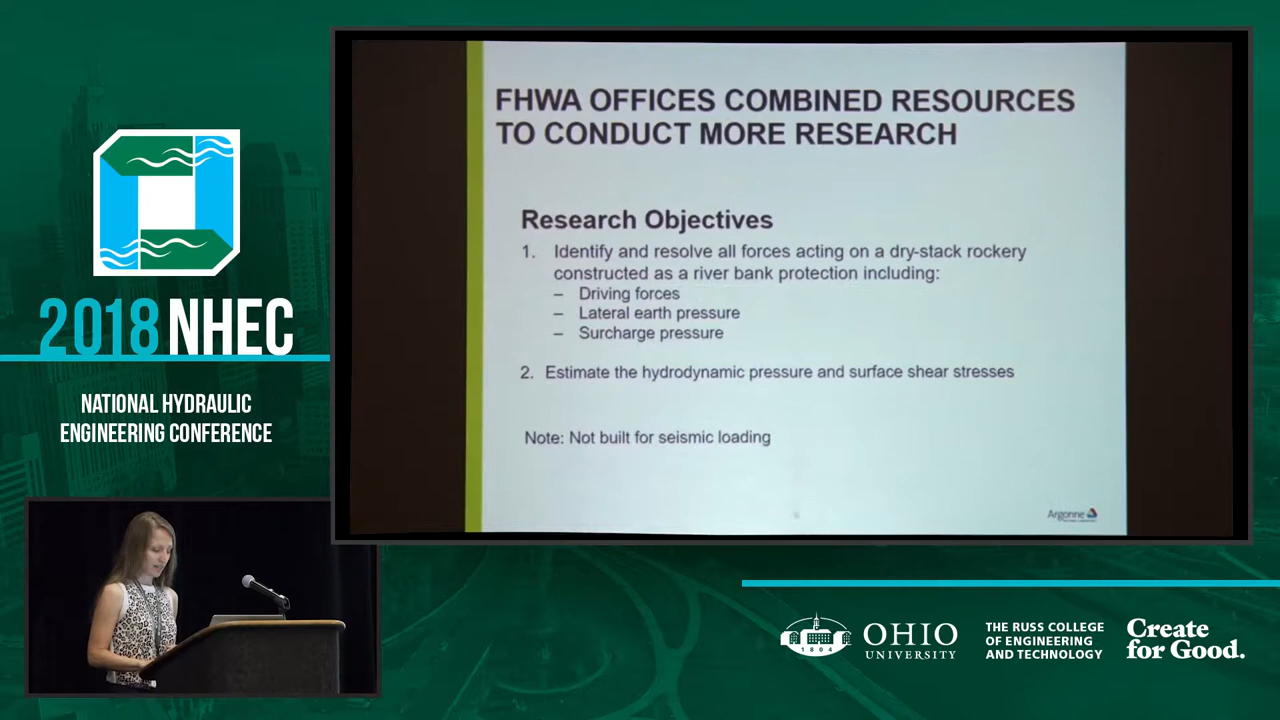 2018 NHEC
NATIONAL HYDRAULIC
ENGINEERING CONFERENCE
FHWA OFFICES COMBINED RESOURCES
TO CONDUCT MORE RESEARCH
Research Objectives
1. Identify and resolve all forces acting on a dry-stack rockery
constructed as a river bank protection including:
– Driving forces
– Lateral earth pressure
– Surcharge pressure
2. Estimate the hydrodynamic pressure and surface shear stresses
Note: Not built for seismic loading
Argonne
1804
OHIO
UNIVERSITY
THE RUSS COLLEGE
OF ENGINEERING
AND TECHNOLOGY
Create
for Good.